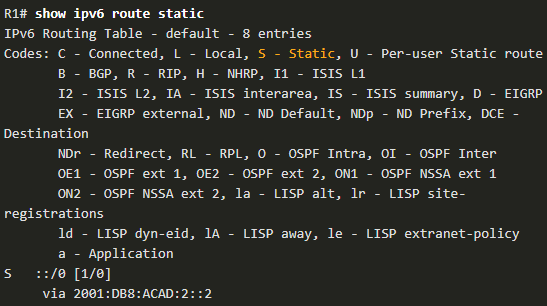 R1# show ipv6 route static
IPv6 Routing Table - default - 8 entries
Codes: C - Connected, L - Local, S - Static, U - Per-user Static route
B - BGP, R - RIP, H - NHRP, I1 - ISIS L1
I2 - ISIS L2, IA - ISIS interarea, IS - ISIS summary, D - EIGRP
EX - EIGRP external, ND - ND Default, NDp - ND Prefix, DCE -
Destination
NDr - Redirect, RL - RPL, O - OSPF Intra, OI - OSPF Inter
OE1 - OSPF ext 1, OE2 - OSPF ext 2, ON1 - OSPF NSSA ext 1
ON2 - OSPF NSSA ext 2, la - LISP alt, lr - LISP site-
registrations
ld - LISP dyn-eid, lA - LISP away, le - LISP extranet-policy
a - Application
S   ::/0 [1/0]
via 2001:DB8:ACAD:2::2